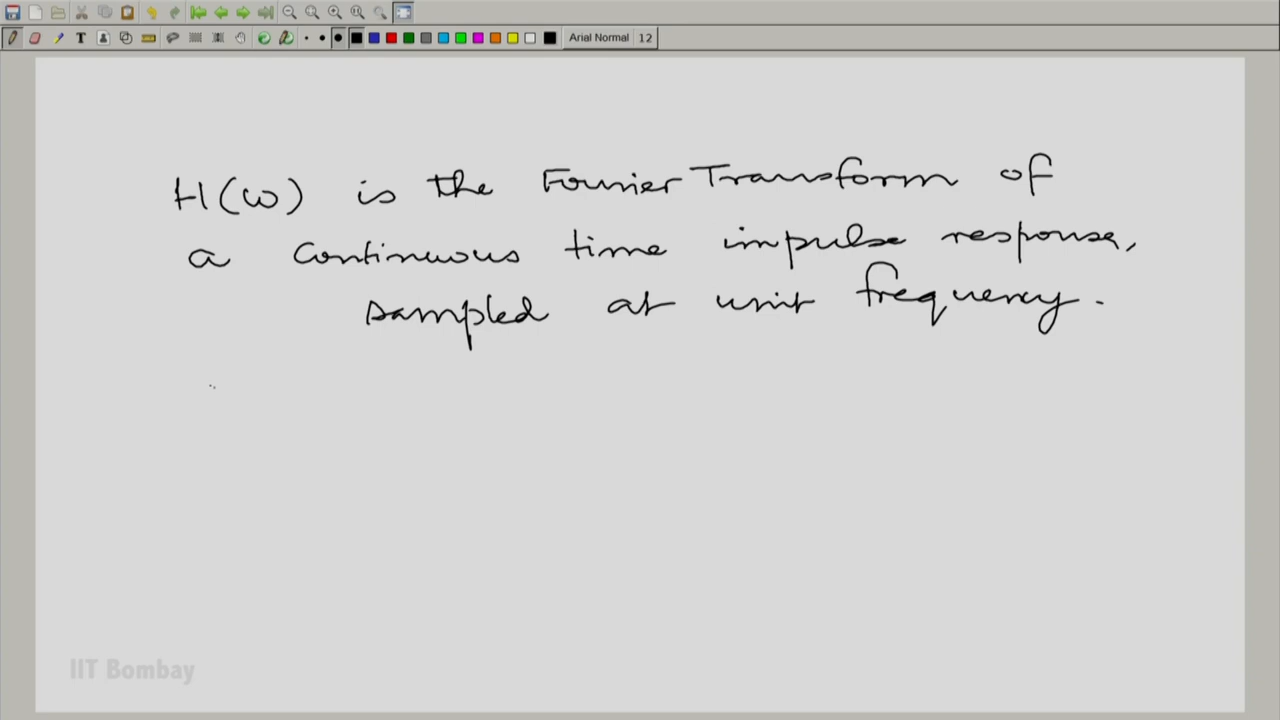 Arial Normal 12
H(ω) is the Fourier Transform of
a continuous time impulse response,
sampled at unit frequency.
IIT Bombay